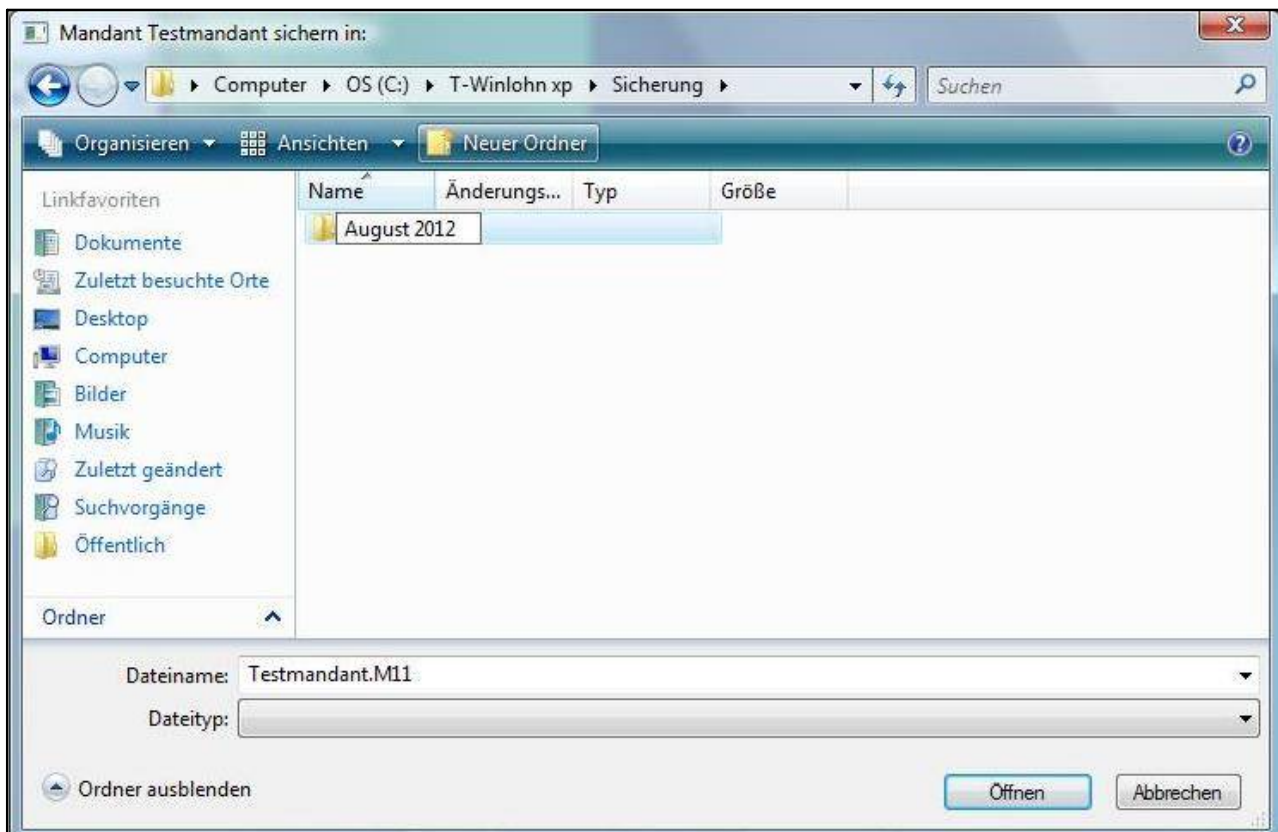 Mandant Testmandant sichern in:
Computer OS (C:) T-Winlohn xp Sicherung Suchen
Organisieren Ansichten Neuer Ordner
Linkfavoriten Name Änderungs... Typ Größe
August 2012
Dokumente
Zuletzt besuchte Orte
Desktop
Computer
Bilder
Musik
Zuletzt geändert
Suchvorgänge
Öffentlich
Ordner
Dateiname: Testmandant.M11
Dateityp:
Ordner ausblenden Öffnen Abbrechen